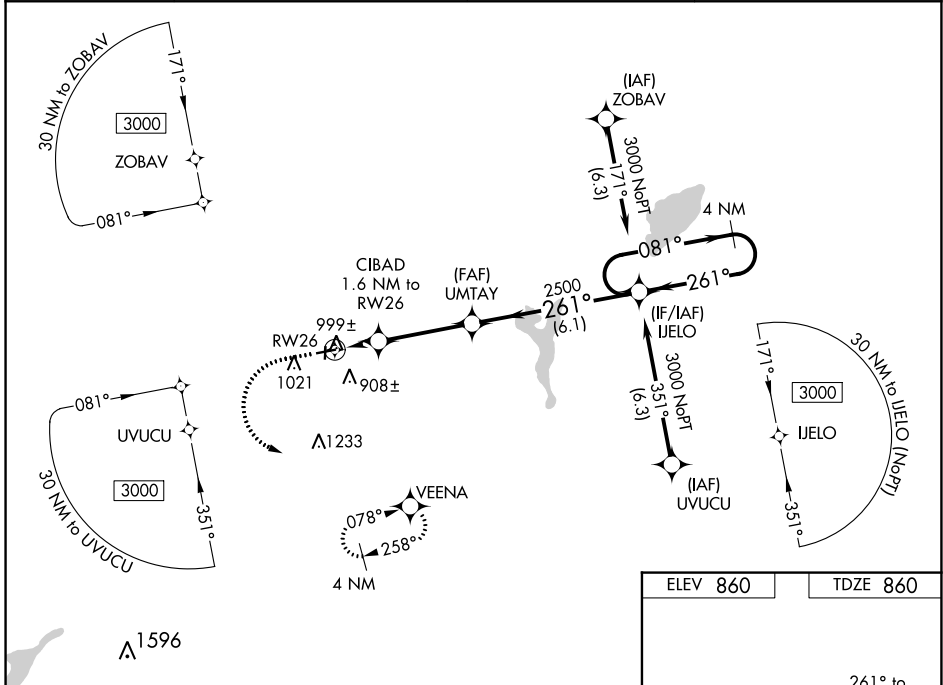 30 NM to ZOBAV
171°
3000
ZOBAV
081°
(IAF)
ZOBAV
3000 NoPT
171°
(6.3)
4 NM
081°
261°
CIBAD
1.6 NM to
RW26
(FAF)
UMTAY
2500
261°
(6.1)
(IF/IAF)
IJELO
RW26
999±
1021
908±
1233
3000 NoPT
351°
(6.3)
(IAF)
UVUCU
171°
30 NM to IJELO (NoPT)
3000
IJELO
351°
081°
UVUCU
3000
351°
30 NM to UVUCU
VEENA
078°
258°
4 NM
1596
ELEV 860
TDZE 860
261° to